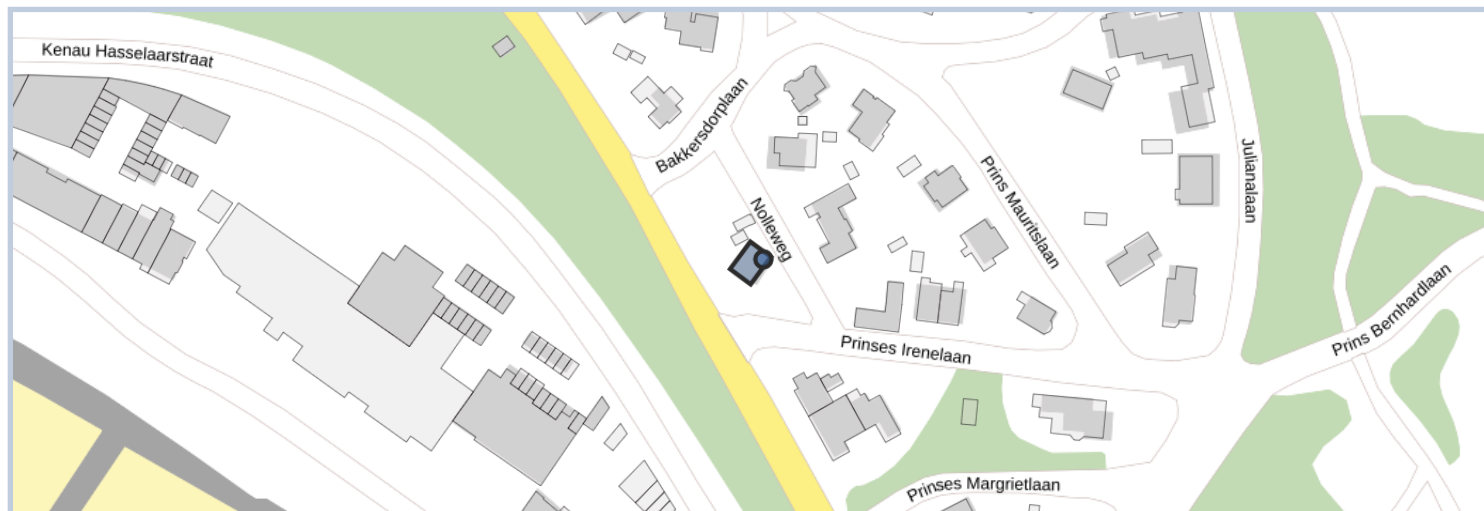 Kenau Hasselaarstraat
Bakkersdorplaan
Nolleweg
Prins Mauritslaan
Julianalaan
Prins Bernhardlaan
Prinses Irenelaan
Prinses Margrietlaan